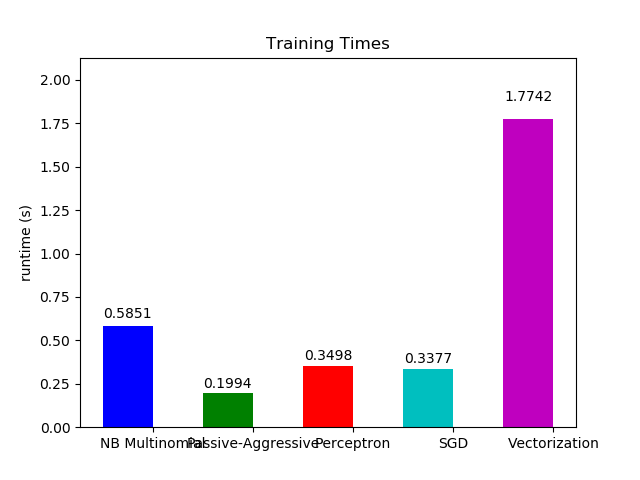 Training Times
runtime (s)
2.00
1.75
1.50
1.25
1.00
0.75
0.50
0.25
0.00
0.5851
0.1994
0.3498
0.3377
1.7742
NB Multinomial
Passive-Aggressive
Perceptron
SGD
Vectorization